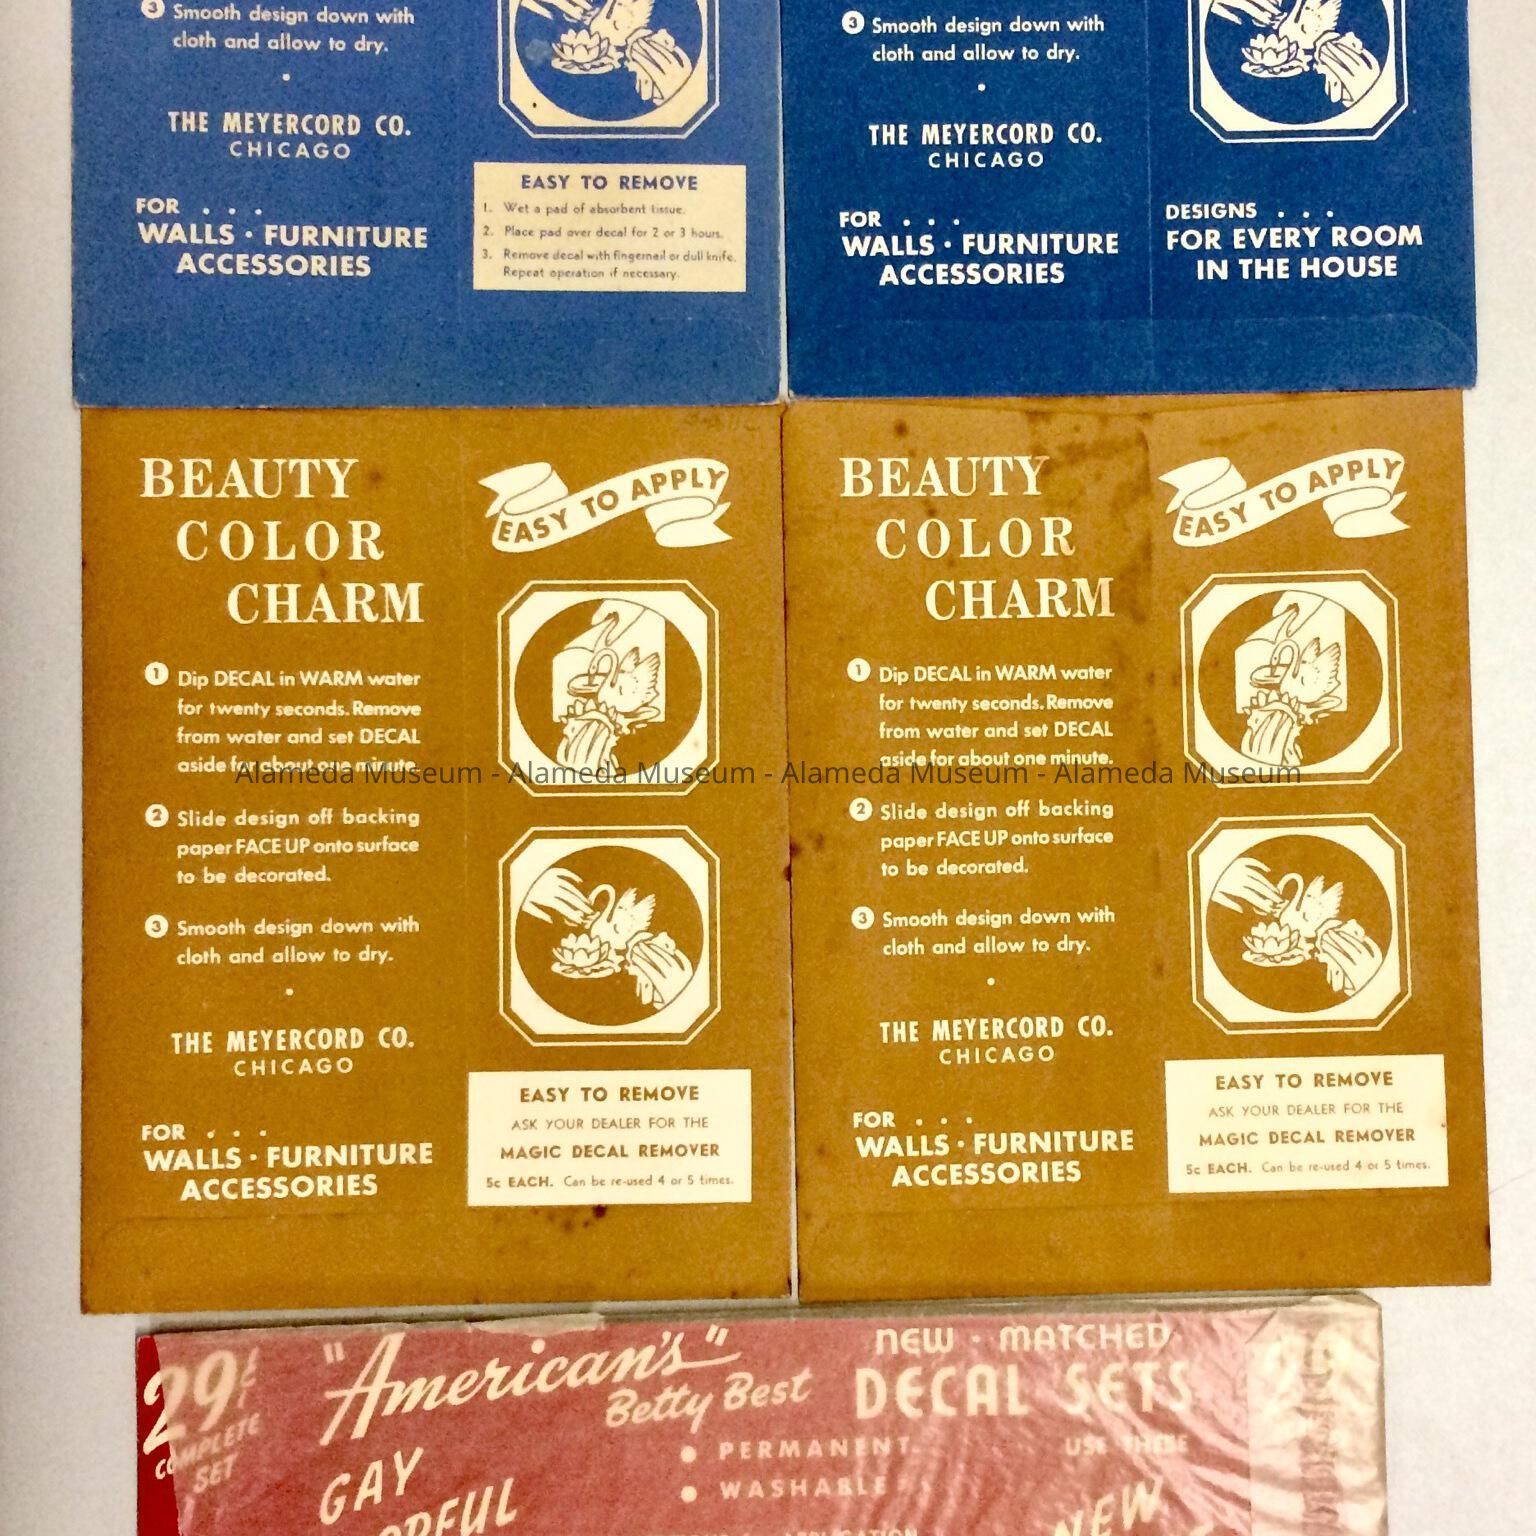 3 Smooth design down with
cloth and allow to dry.
THE MEYERCORD CO.
CHICAGO
FOR . . .
WALLS · FURNITURE
ACCESSORIES
EASY TO REMOVE
1. Wet a pad of absorbent tissue.
2. Place pad over decal for 2 or 3 hours.
3. Remove decal with fingernail or dull knife.
Repeat operation if necessary.
3 Smooth design down with
cloth and allow to dry.
THE MEYERCORD CO.
CHICAGO
FOR . . .
WALLS · FURNITURE
ACCESSORIES
DESIGNS . . .
FOR EVERY ROOM
IN THE HOUSE
BEAUTY
COLOR
CHARM
1 Dip DECAL in WARM water
for twenty seconds. Remove
from water and set DECAL
aside for about one minute.
2 Slide design off backing
paper FACE UP onto surface
to be decorated.
3 Smooth design down with
cloth and allow to dry.
THE MEYERCORD CO.
CHICAGO
FOR . . .
WALLS · FURNITURE
ACCESSORIES
EASY TO APPLY
EASY TO REMOVE
ASK YOUR DEALER FOR THE
MAGIC DECAL REMOVER
5c EACH. Can be re-used 4 or 5 times.
BEAUTY
COLOR
CHARM
1 Dip DECAL in WARM water
for twenty seconds. Remove
from water and set DECAL
aside for about one minute.
2 Slide design off backing
paper FACE UP onto surface
to be decorated.
3 Smooth design down with
cloth and allow to dry.
THE MEYERCORD CO.
CHICAGO
FOR . . .
WALLS · FURNITURE
ACCESSORIES
EASY TO APPLY
EASY TO REMOVE
ASK YOUR DEALER FOR THE
MAGIC DECAL REMOVER
5c EACH. Can be re-used 4 or 5 times.
Alameda Museum - Alameda Museum - Alameda Museum - Alameda Museum
29¢
COMPLETE
SET
"American's"
Betty Best
NEW · MATCHED
DECAL SETS
• PERMANENT
• WASHABLE
GAY
USE THESE
NEW
29